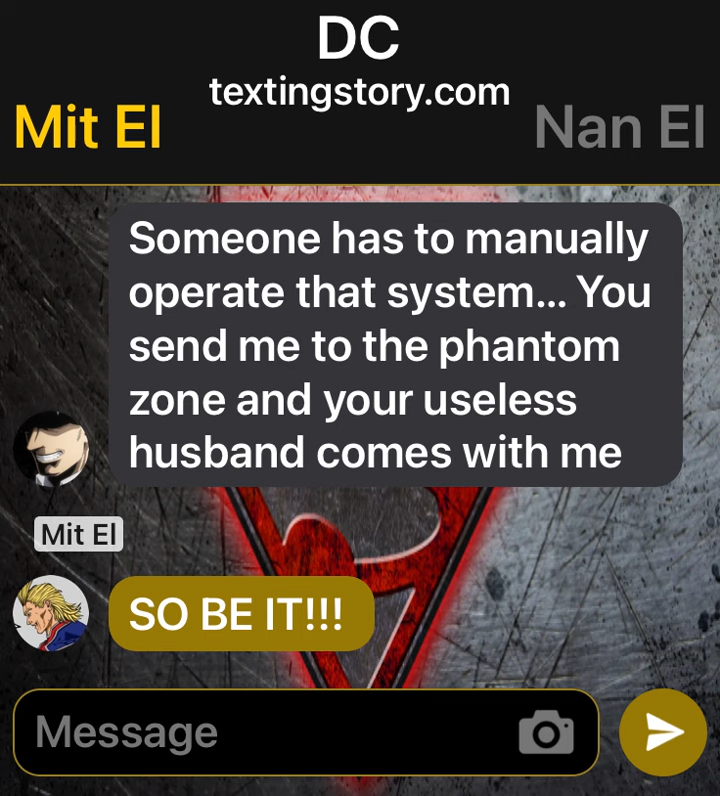 DC
textingstory.com
Mit El
Nan El
Someone has to manually
operate that system... You
send me to the phantom
zone and your useless
husband comes with me
Mit El
SO BE IT!!!
Message